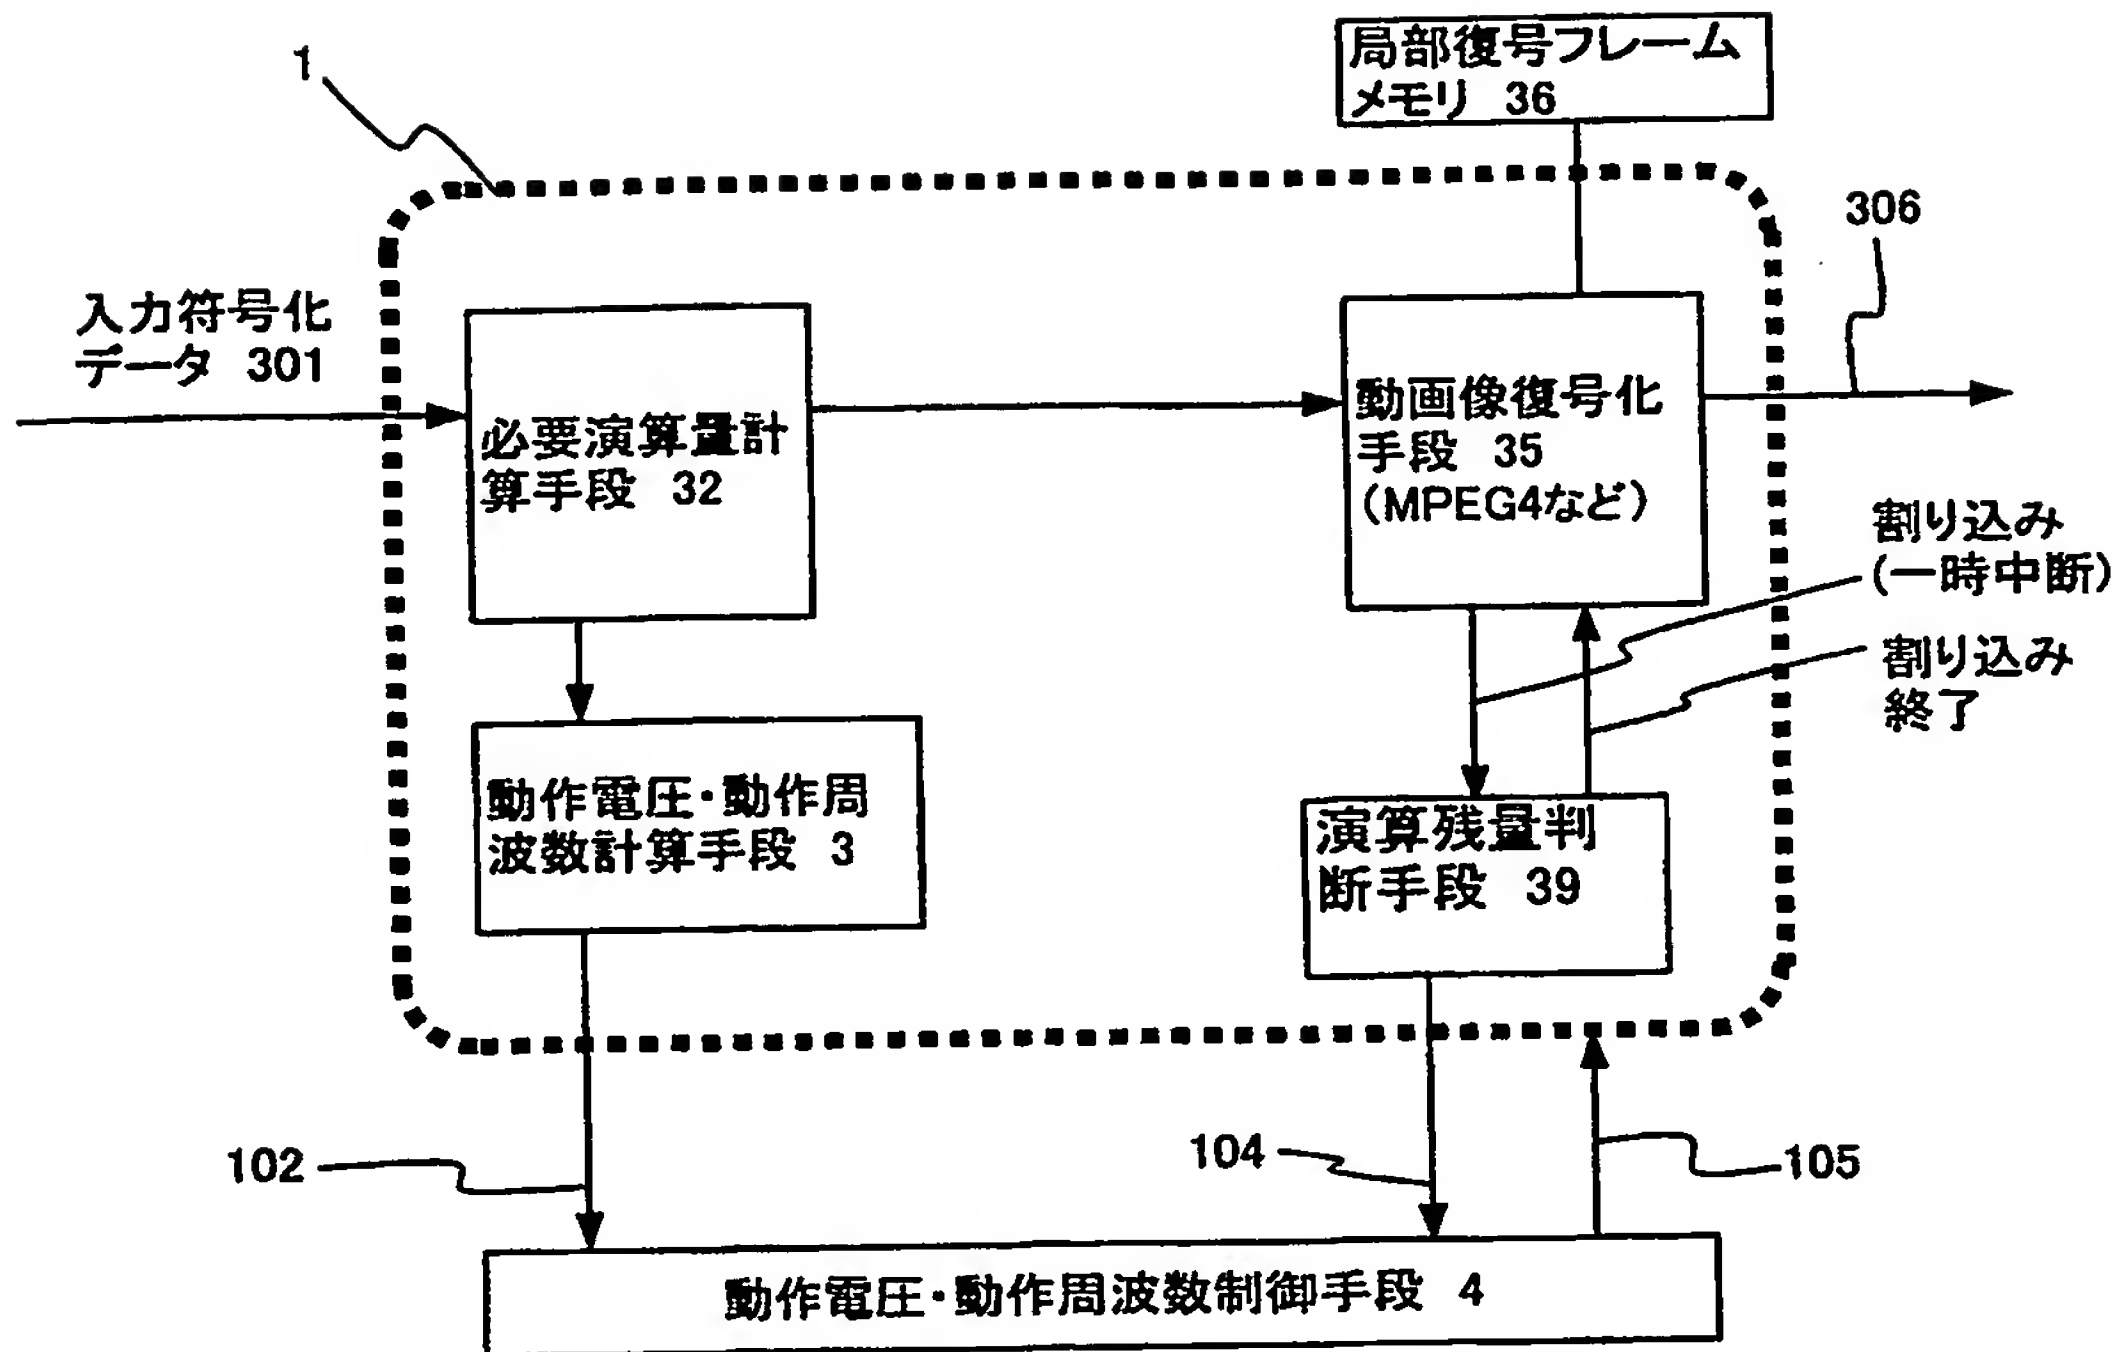 1
局部復号フレーム
メモリ 36
306
入力符号化
データ 301
必要演算量計
算手段 32
動画像復号化
手段 35
(MPEG4など)
割り込み
(一時中断)
割り込み
終了
動作電圧・動作周
波数計算手段 3
演算残量判
断手段 39
102
104
105
動作電圧・動作周波数制御手段 4